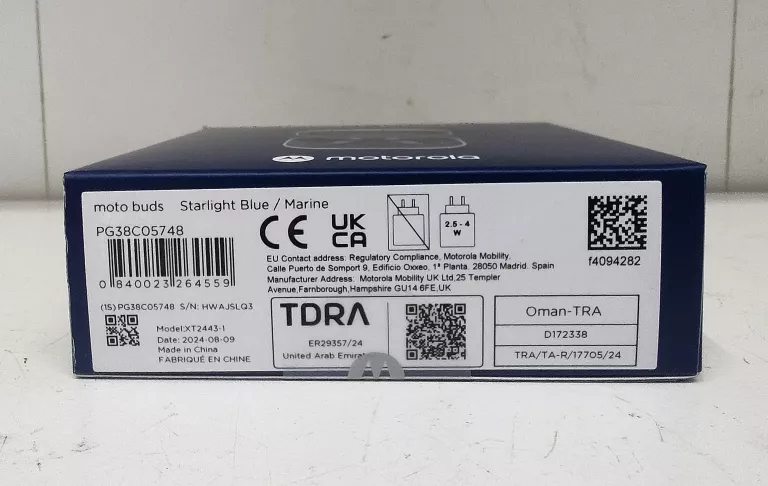 motorola
moto buds Starlight Blue / Marine
PG38C05748
0 840023 264559
(1S) PG38C05748 S/N: HWAJSLQ3
Model:XT2443-1
Date: 2024-08-09
Made in China
FABRIQUÉ EN CHINE
CE
UK
CA
2.5 - 4
W
EU Contact address: Regulatory Compliance, Motorola Mobility.
Calle Puerto de Somport 9, Edificio Oxxeo, 1ª Planta. 28050 Madrid. Spain
Manufacturer Address: Motorola Mobility UK Ltd,25 Templer
Avenue,Farnborough,Hampshire GU14 6FE,UK
TDRA
ER29357/24
United Arab Emirat
f4094282
Oman-TRA
D172338
TRA/TA-R/17705/24